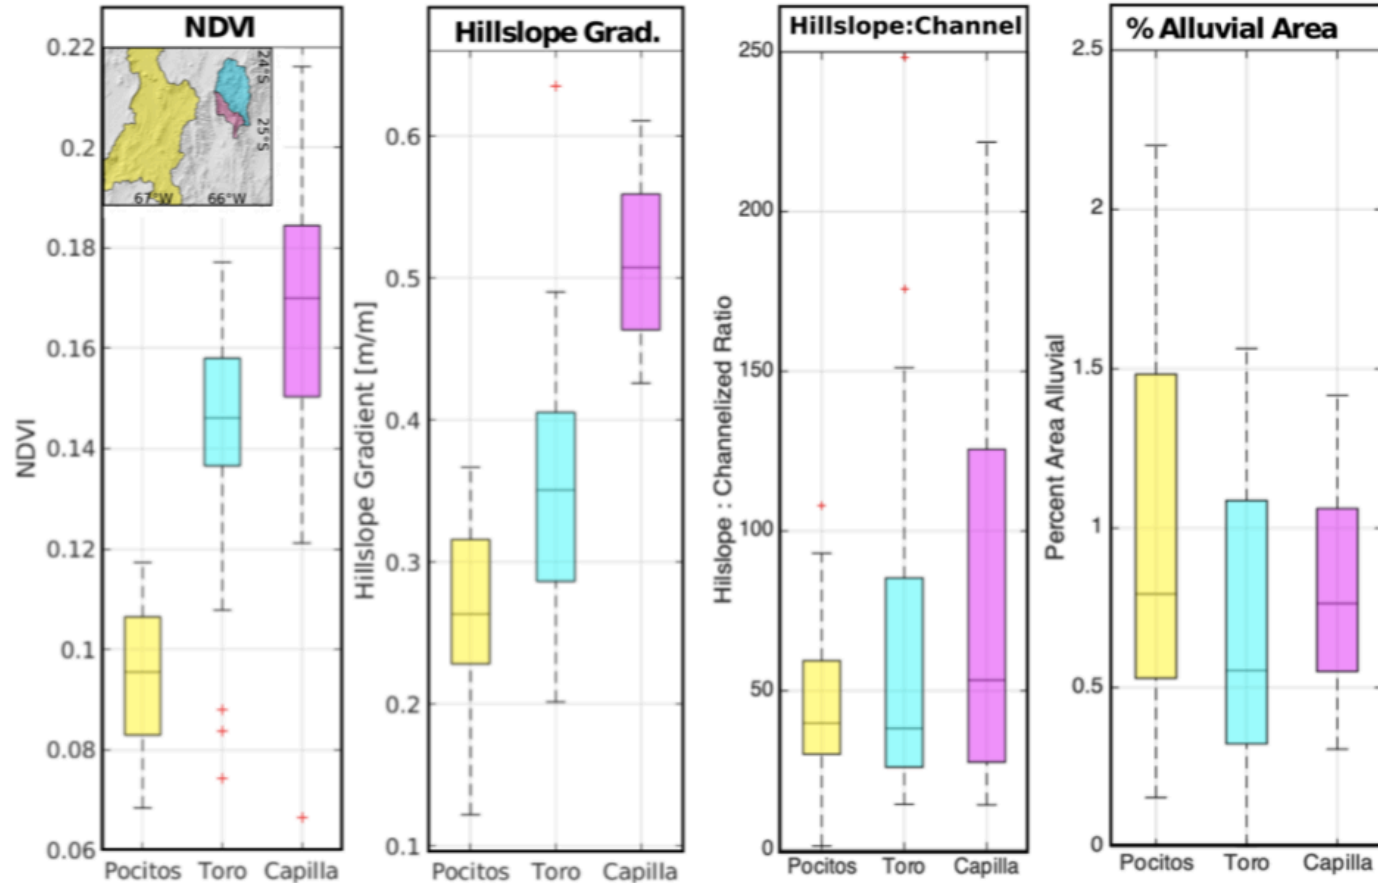 NDVI
0.22
0.2
0.18
0.16
0.14
0.12
0.1
0.08
0.06
NDVI
24°S
25°S
67°W 66°W
Pocitos Toro Capilla
Hillslope Grad.
0.6
0.5
0.4
0.3
0.2
0.1
Hillslope Gradient [m/m]
Pocitos Toro Capilla
Hillslope:Channel
250
200
150
100
50
0
Hilslope : Channelized Ratio
Pocitos Toro Capilla
% Alluvial Area
2.5
2
1.5
1
0.5
0
Percent Area Alluvial
Pocitos Toro Capilla